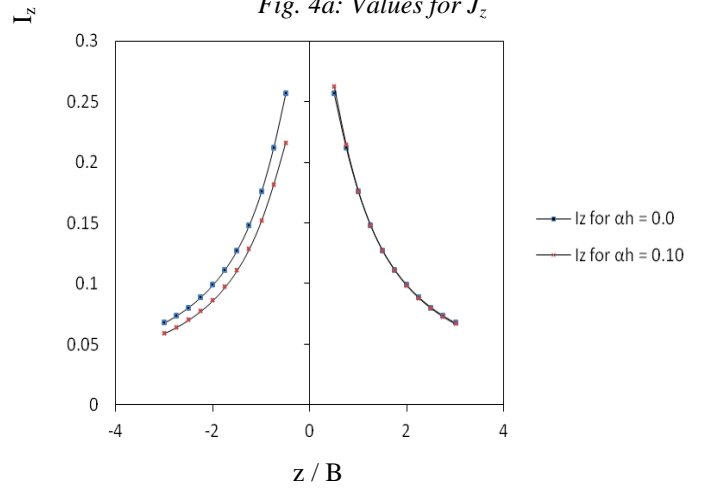 Fig. 4a: Values for Jz
Iz
0.3
0.25
0.2
0.15
0.1
0.05
0
-4 -2 0 2 4
z / B
Iz for αh = 0.0
Iz for αh = 0.10